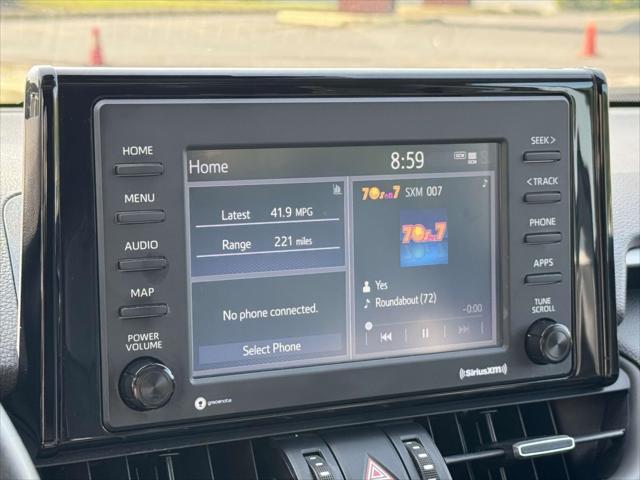 HOME
MENU
AUDIO
MAP
POWER
VOLUME
Home
8:59
Latest 41.9 MPG
Range 221 miles
No phone connected.
Select Phone
70s on 7 SXM 007
70s on 7
Yes
Roundabout (72)
-0:00
SEEK >
< TRACK
PHONE
APPS
TUNE
SCROLL
gracenote
SiriusXM